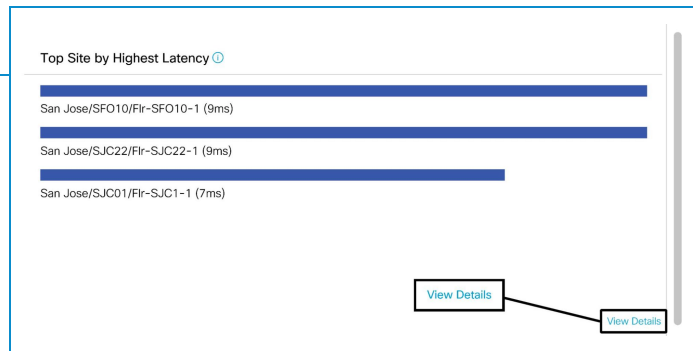 Top Site by Highest Latency
San Jose/SFO10/Flr-SFO10-1 (9ms)
San Jose/SJC22/Flr-SJC22-1 (9ms)
San Jose/SJC01/Flr-SJC1-1 (7ms)
View Details
View Details